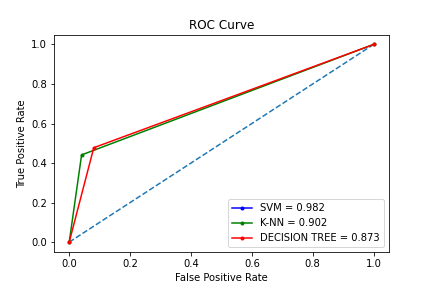 ROC Curve
True Positive Rate
1.0
0.8
0.6
0.4
0.2
0.0
SVM = 0.982
K-NN = 0.902
DECISION TREE = 0.873
0.0 0.2 0.4 0.6 0.8 1.0
False Positive Rate